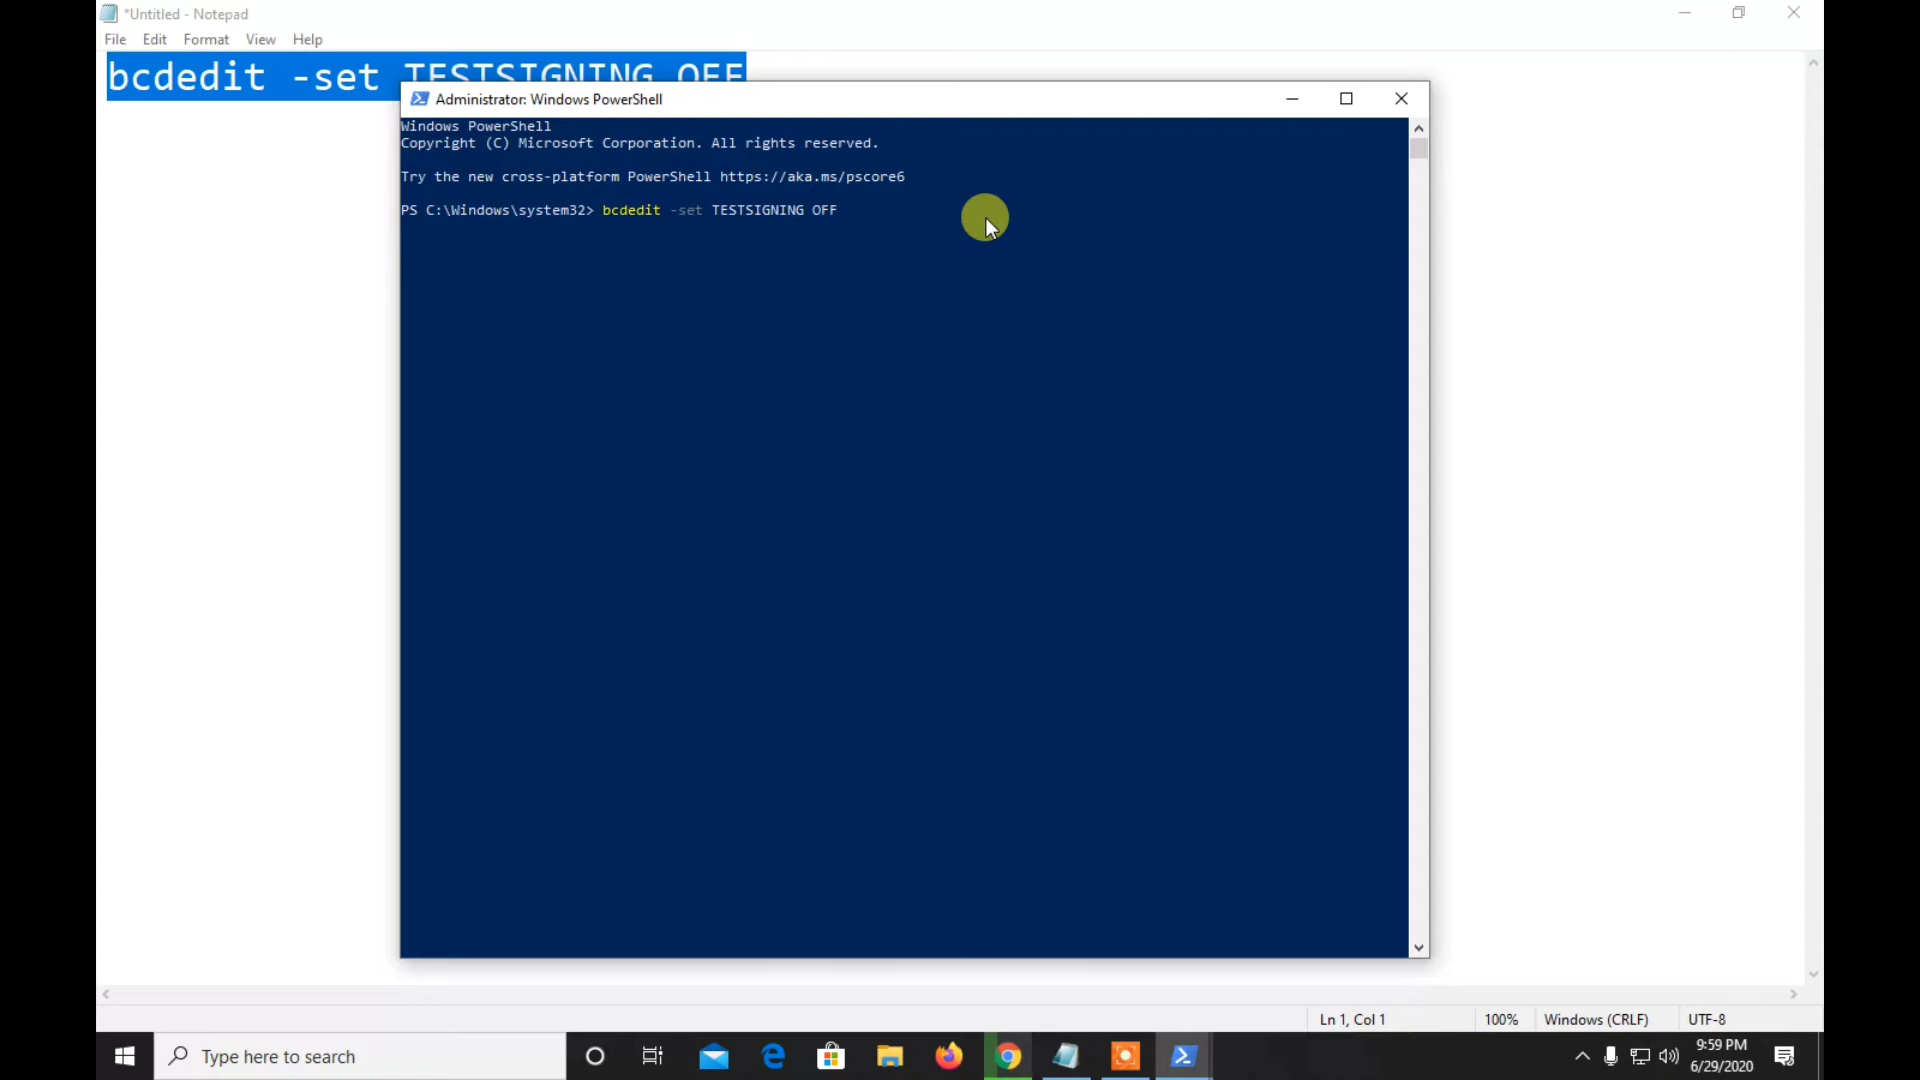 *Untitled - Notepad
File Edit Format View Help
bcdedit -set TESTSIGNING OFF
Administrator: Windows PowerShell
Windows PowerShell
Copyright (C) Microsoft Corporation. All rights reserved.
Try the new cross-platform PowerShell https://aka.ms/pscore6
PS C:\Windows\system32> bcdedit -set TESTSIGNING OFF
Ln 1, Col 1 100% Windows (CRLF) UTF-8
Type here to search
9:59 PM
6/29/2020